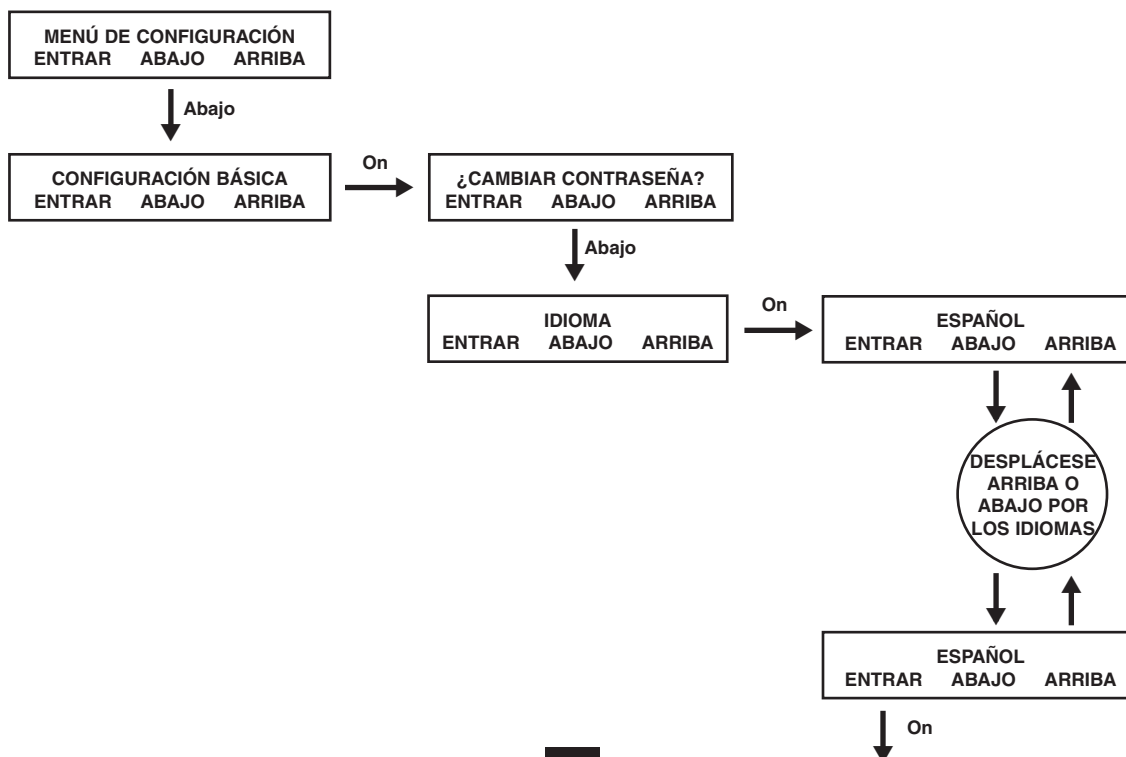 MENÚ DE CONFIGURACIÓN
ENTRAR ABAJO ARRIBA
Abajo
CONFIGURACIÓN BÁSICA
ENTRAR ABAJO ARRIBA
On
¿CAMBIAR CONTRASEÑA?
ENTRAR ABAJO ARRIBA
Abajo
IDIOMA
ENTRAR ABAJO ARRIBA
On
ESPAÑOL
ENTRAR ABAJO ARRIBA
DESPLÁCESE
ARRIBA O
ABAJO POR
LOS IDIOMAS
ESPAÑOL
ENTRAR ABAJO ARRIBA
On